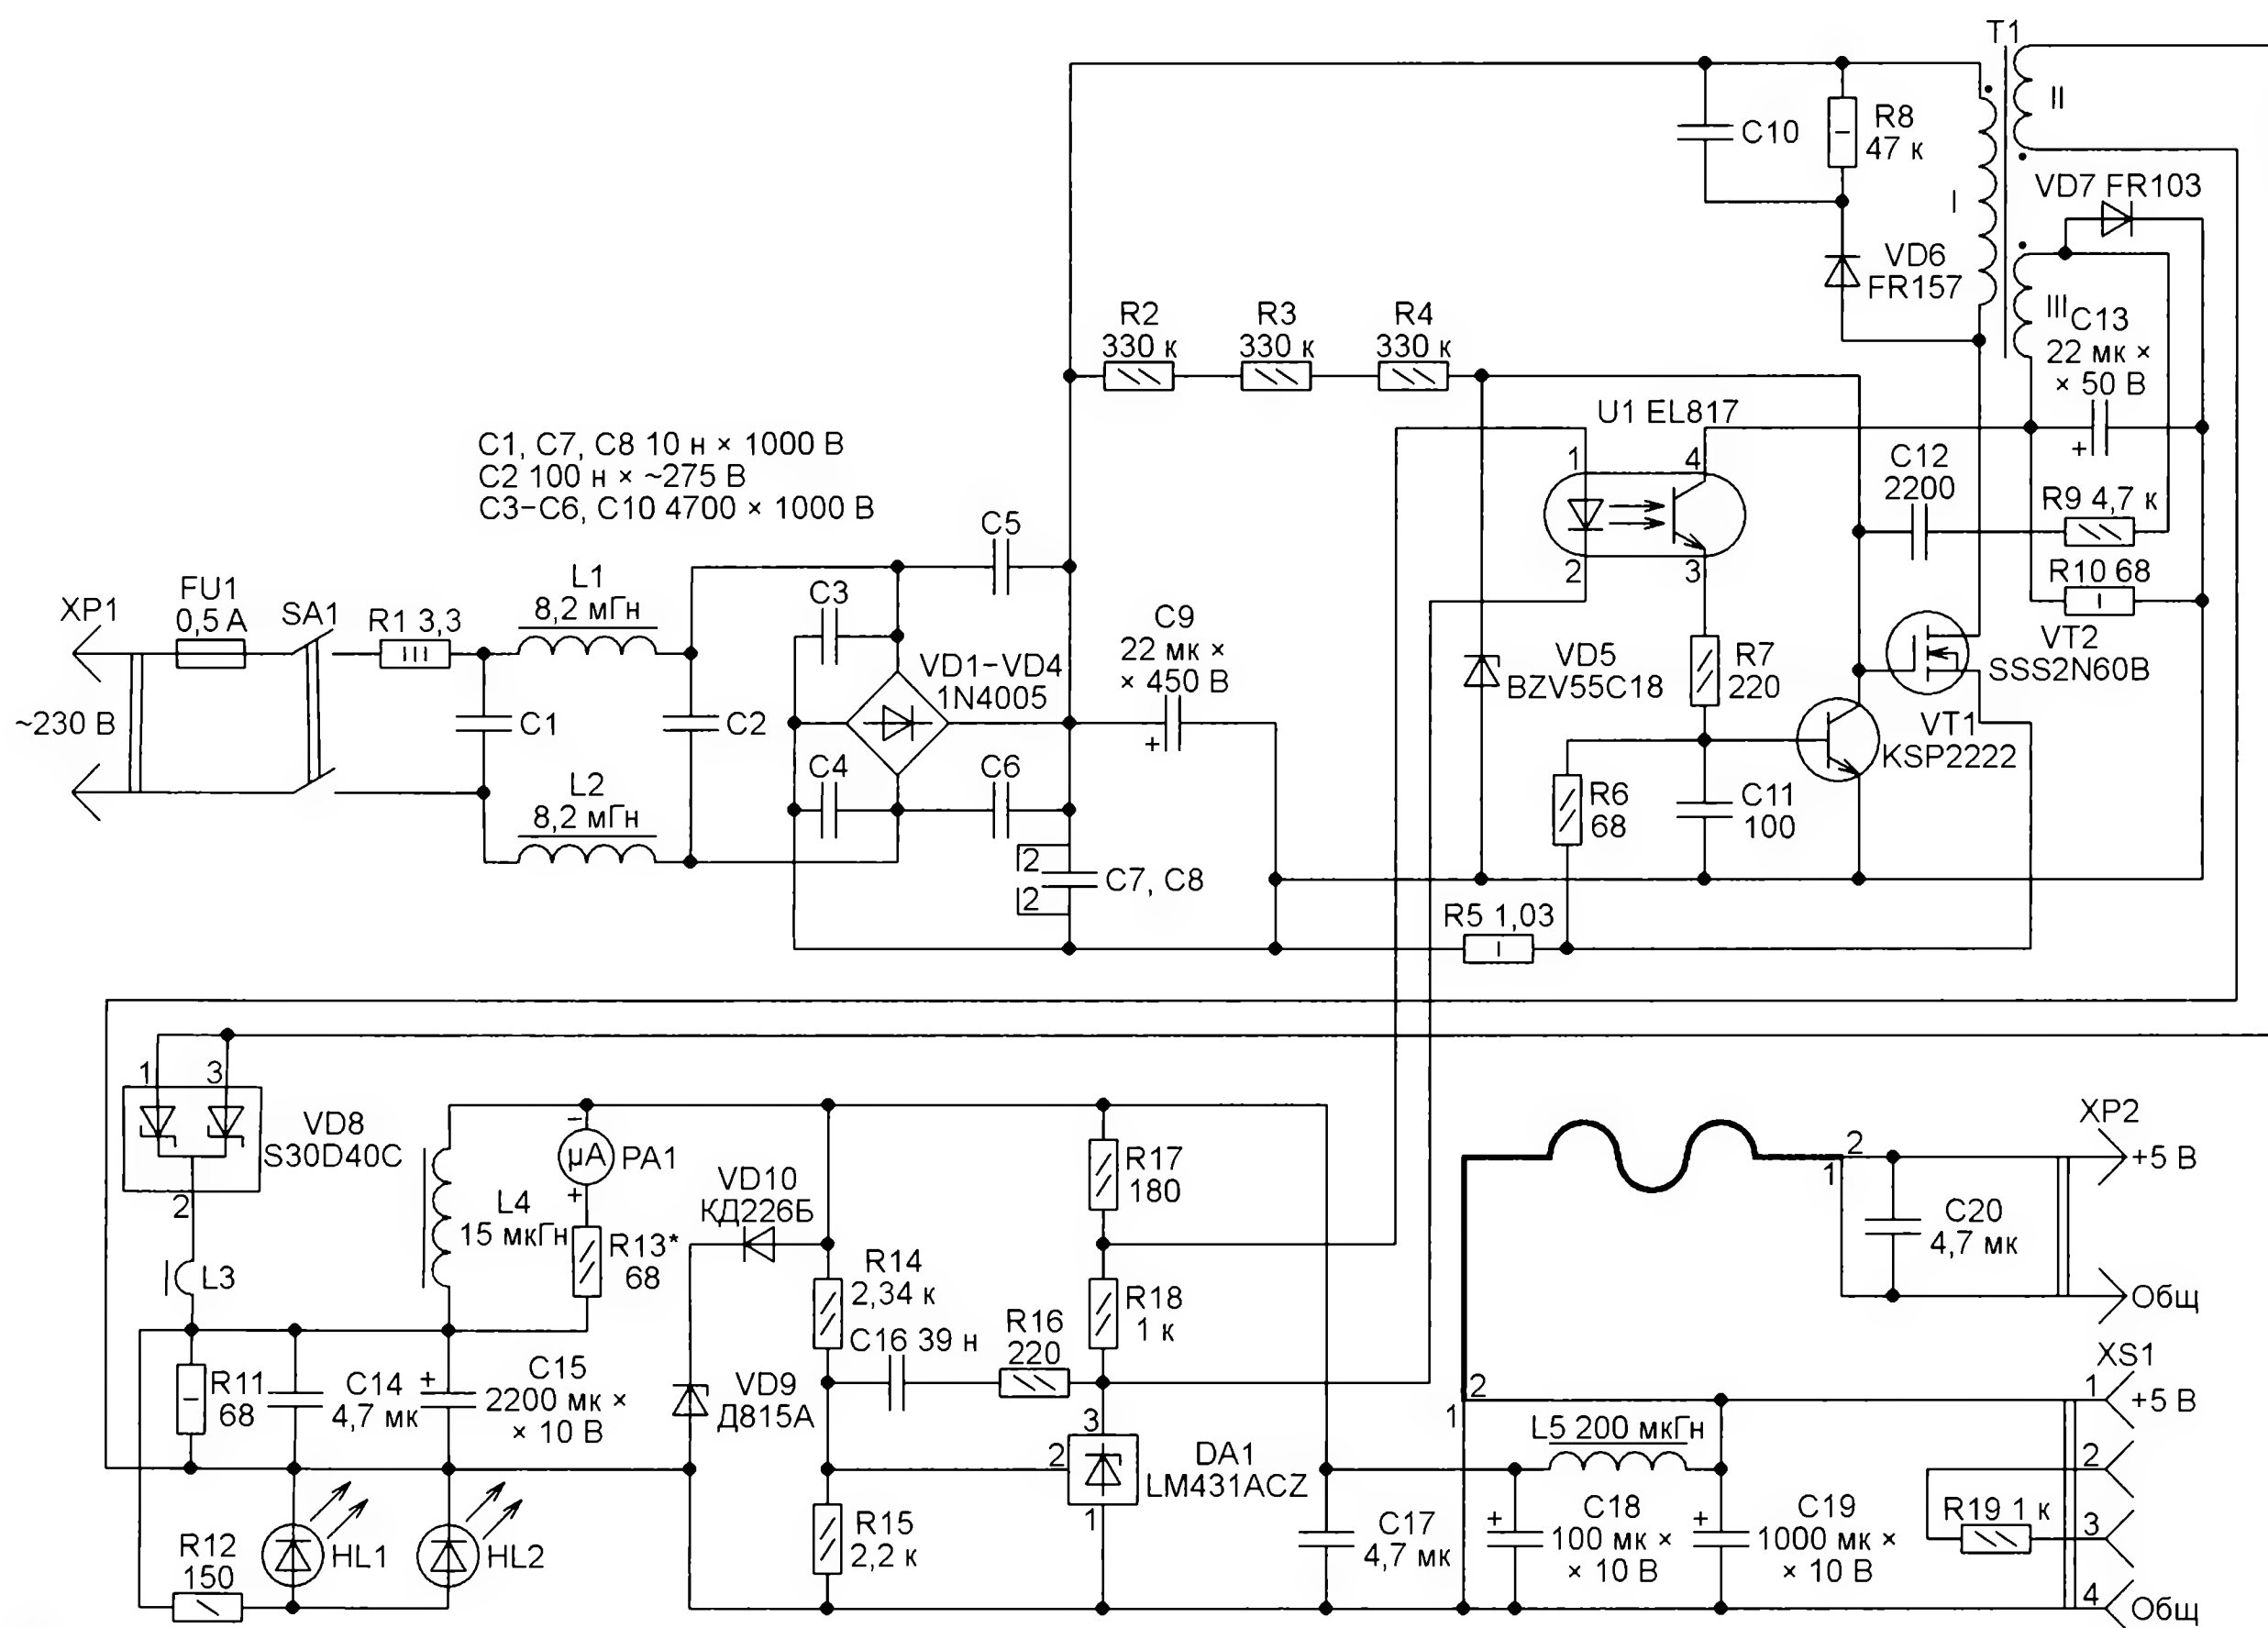 T1
II
C10
R8
47 к
I
VD7 FR103
VD6
FR157
III
C13
22 мк ×
× 50 В
+
R2
330 к
R3
330 к
R4
330 к
U1 EL817
1
4
2
3
C12
2200
R9 4,7 к
R10 68
C1, C7, C8 10 н × 1000 В
C2 100 н × ~275 В
C3–C6, C10 4700 × 1000 В
C5
XP1
FU1
0,5 А
SA1
R1 3,3
L1
8,2 мГн
C3
C9
22 мк ×
× 450 В
+
VD1–VD4
1N4005
VD5
BZV55C18
R7
220
VT2
SSS2N60B
~230 В
C1
C2
VT1
KSP2222
L2
8,2 мГн
C4
C6
R6
68
C11
100
2
2
C7, C8
R5 1,03
1
3
VD8
S30D40C
2
L3
L4
15 мкГн
−
µA
PA1
+
R13*
68
VD10
КД226Б
R17
180
R14
2,34 к
R18
1 к
C16 39 н
R16
220
R11
68
C14
4,7 мк
+
C15
2200 мк ×
× 10 В
VD9
Д815А
3
2
1
DA1
LM431ACZ
R12
150
HL1
HL2
R15
2,2 к
C17
4,7 мк
XP2
2
1
+5 В
C20
4,7 мк
Общ
XS1
2
1
1
+5 В
L5 200 мкГн
2
+
C18
100 мк ×
× 10 В
+
C19
1000 мк ×
× 10 В
R19 1 к
3
4
Общ